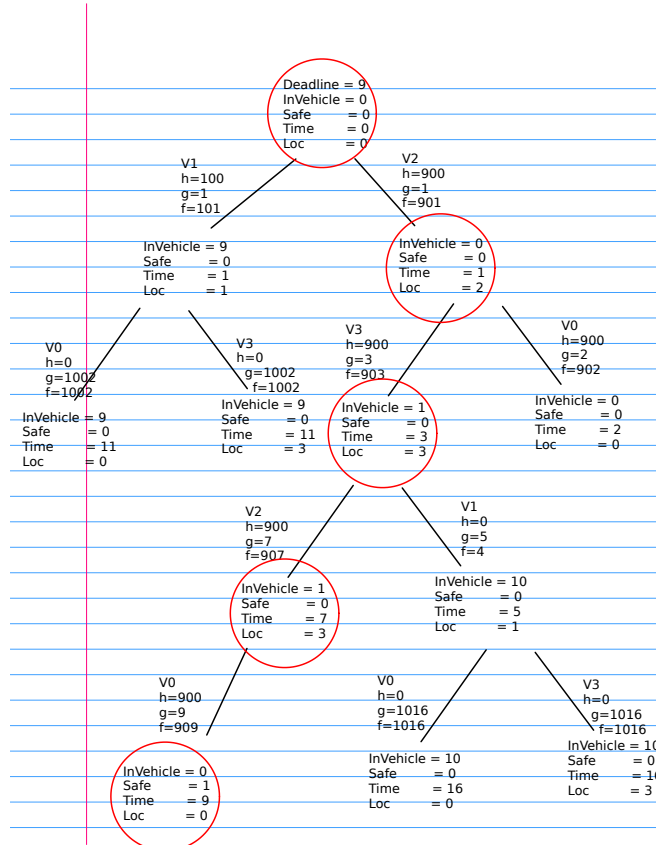 Deadline = 9
InVehicle = 0
Safe = 0
Time = 0
Loc = 0
V1
h=100
g=1
f=101
V2
h=900
g=1
f=901
InVehicle = 9
Safe = 0
Time = 1
Loc = 1
InVehicle = 0
Safe = 0
Time = 1
Loc = 2
V0
h=0
g=1002
f=1002
V3
h=0
g=1002
f=1002
V3
h=900
g=3
f=903
V0
h=900
g=2
f=902
InVehicle = 9
Safe = 0
Time = 11
Loc = 0
InVehicle = 9
Safe = 0
Time = 11
Loc = 3
InVehicle = 1
Safe = 0
Time = 3
Loc = 3
InVehicle = 0
Safe = 0
Time = 2
Loc = 0
V2
h=900
g=7
f=907
V1
h=0
g=5
f=4
InVehicle = 1
Safe = 0
Time = 7
Loc = 3
InVehicle = 10
Safe = 0
Time = 5
Loc = 1
V0
h=900
g=9
f=909
V0
h=0
g=1016
f=1016
V3
h=0
g=1016
f=1016
InVehicle = 0
Safe = 1
Time = 9
Loc = 0
InVehicle = 10
Safe = 0
Time = 16
Loc = 0
InVehicle = 10
Safe = 0
Time = 16
Loc = 3